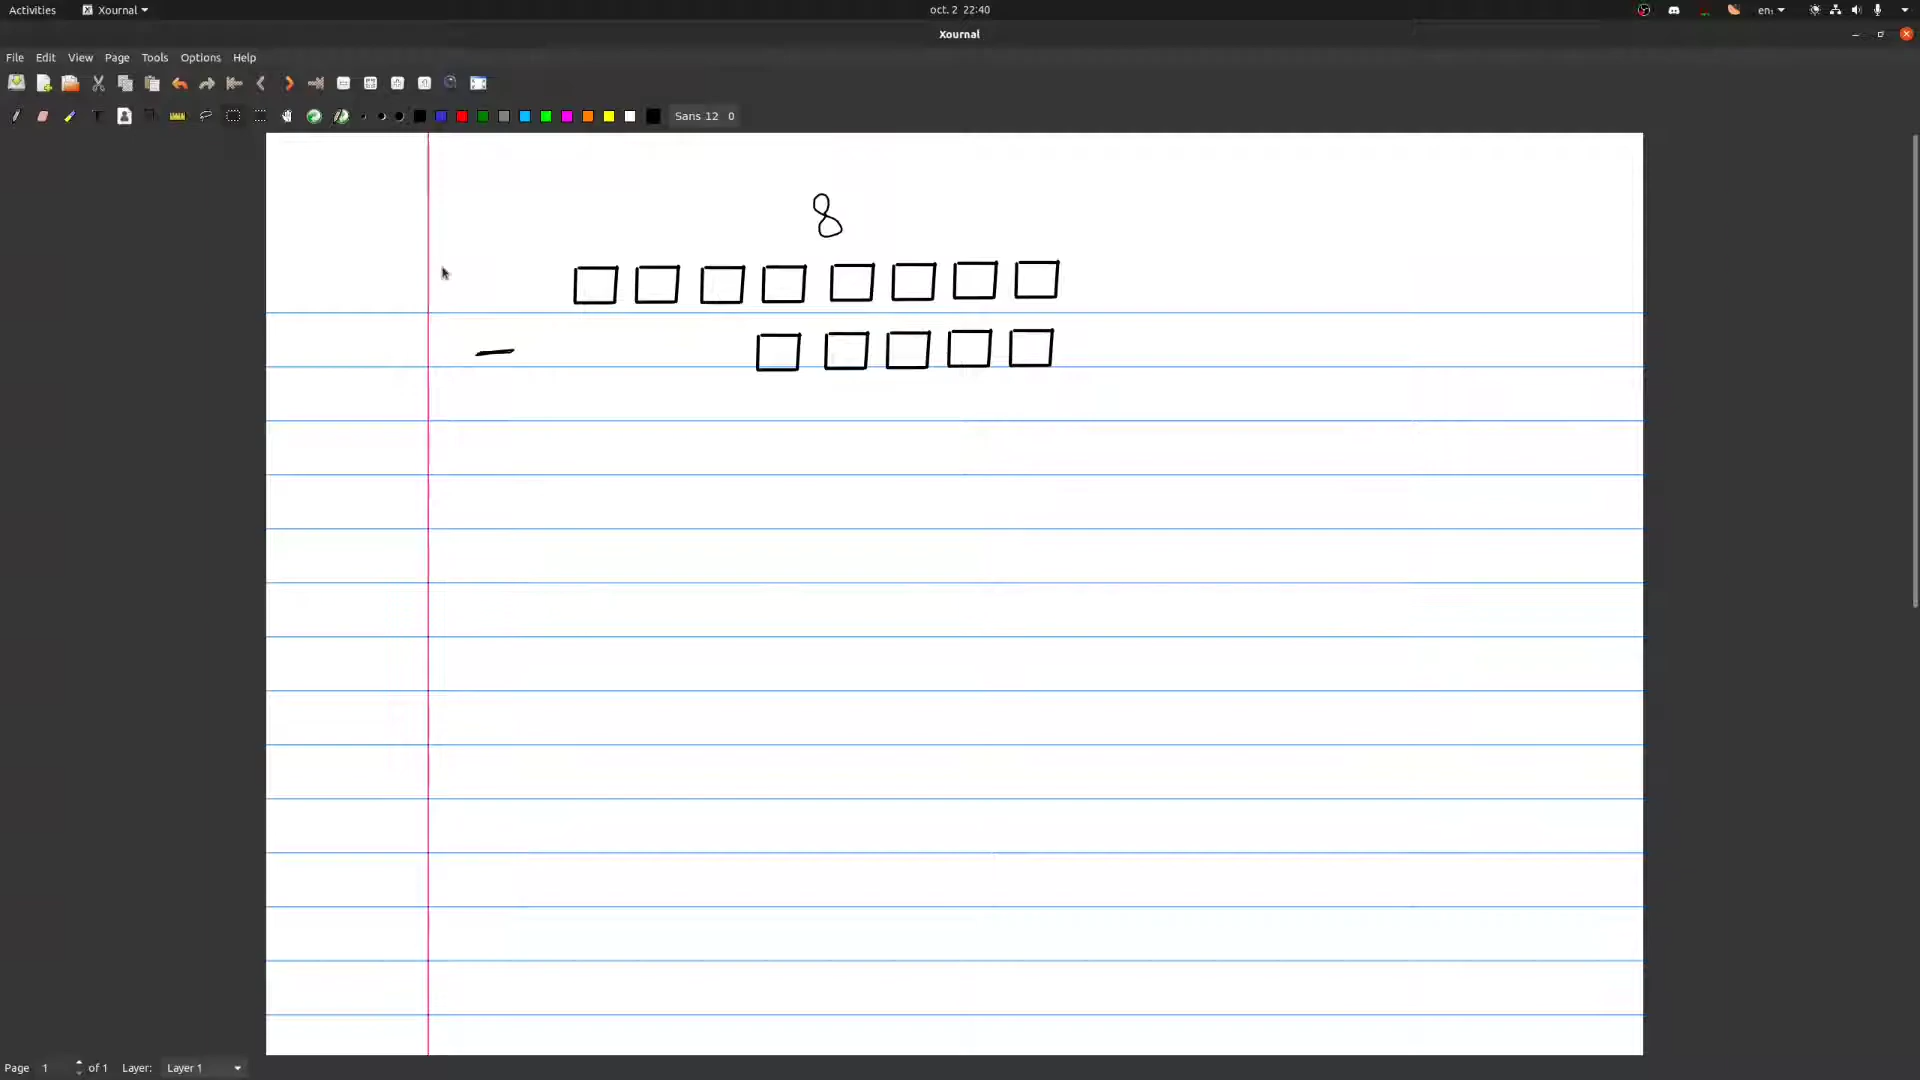 Activities Xournal oct. 2 22:40 en₁
Xournal
File Edit View Page Tools Options Help
Sans 12 0
8
—
Page 1 of 1 Layer: Layer 1